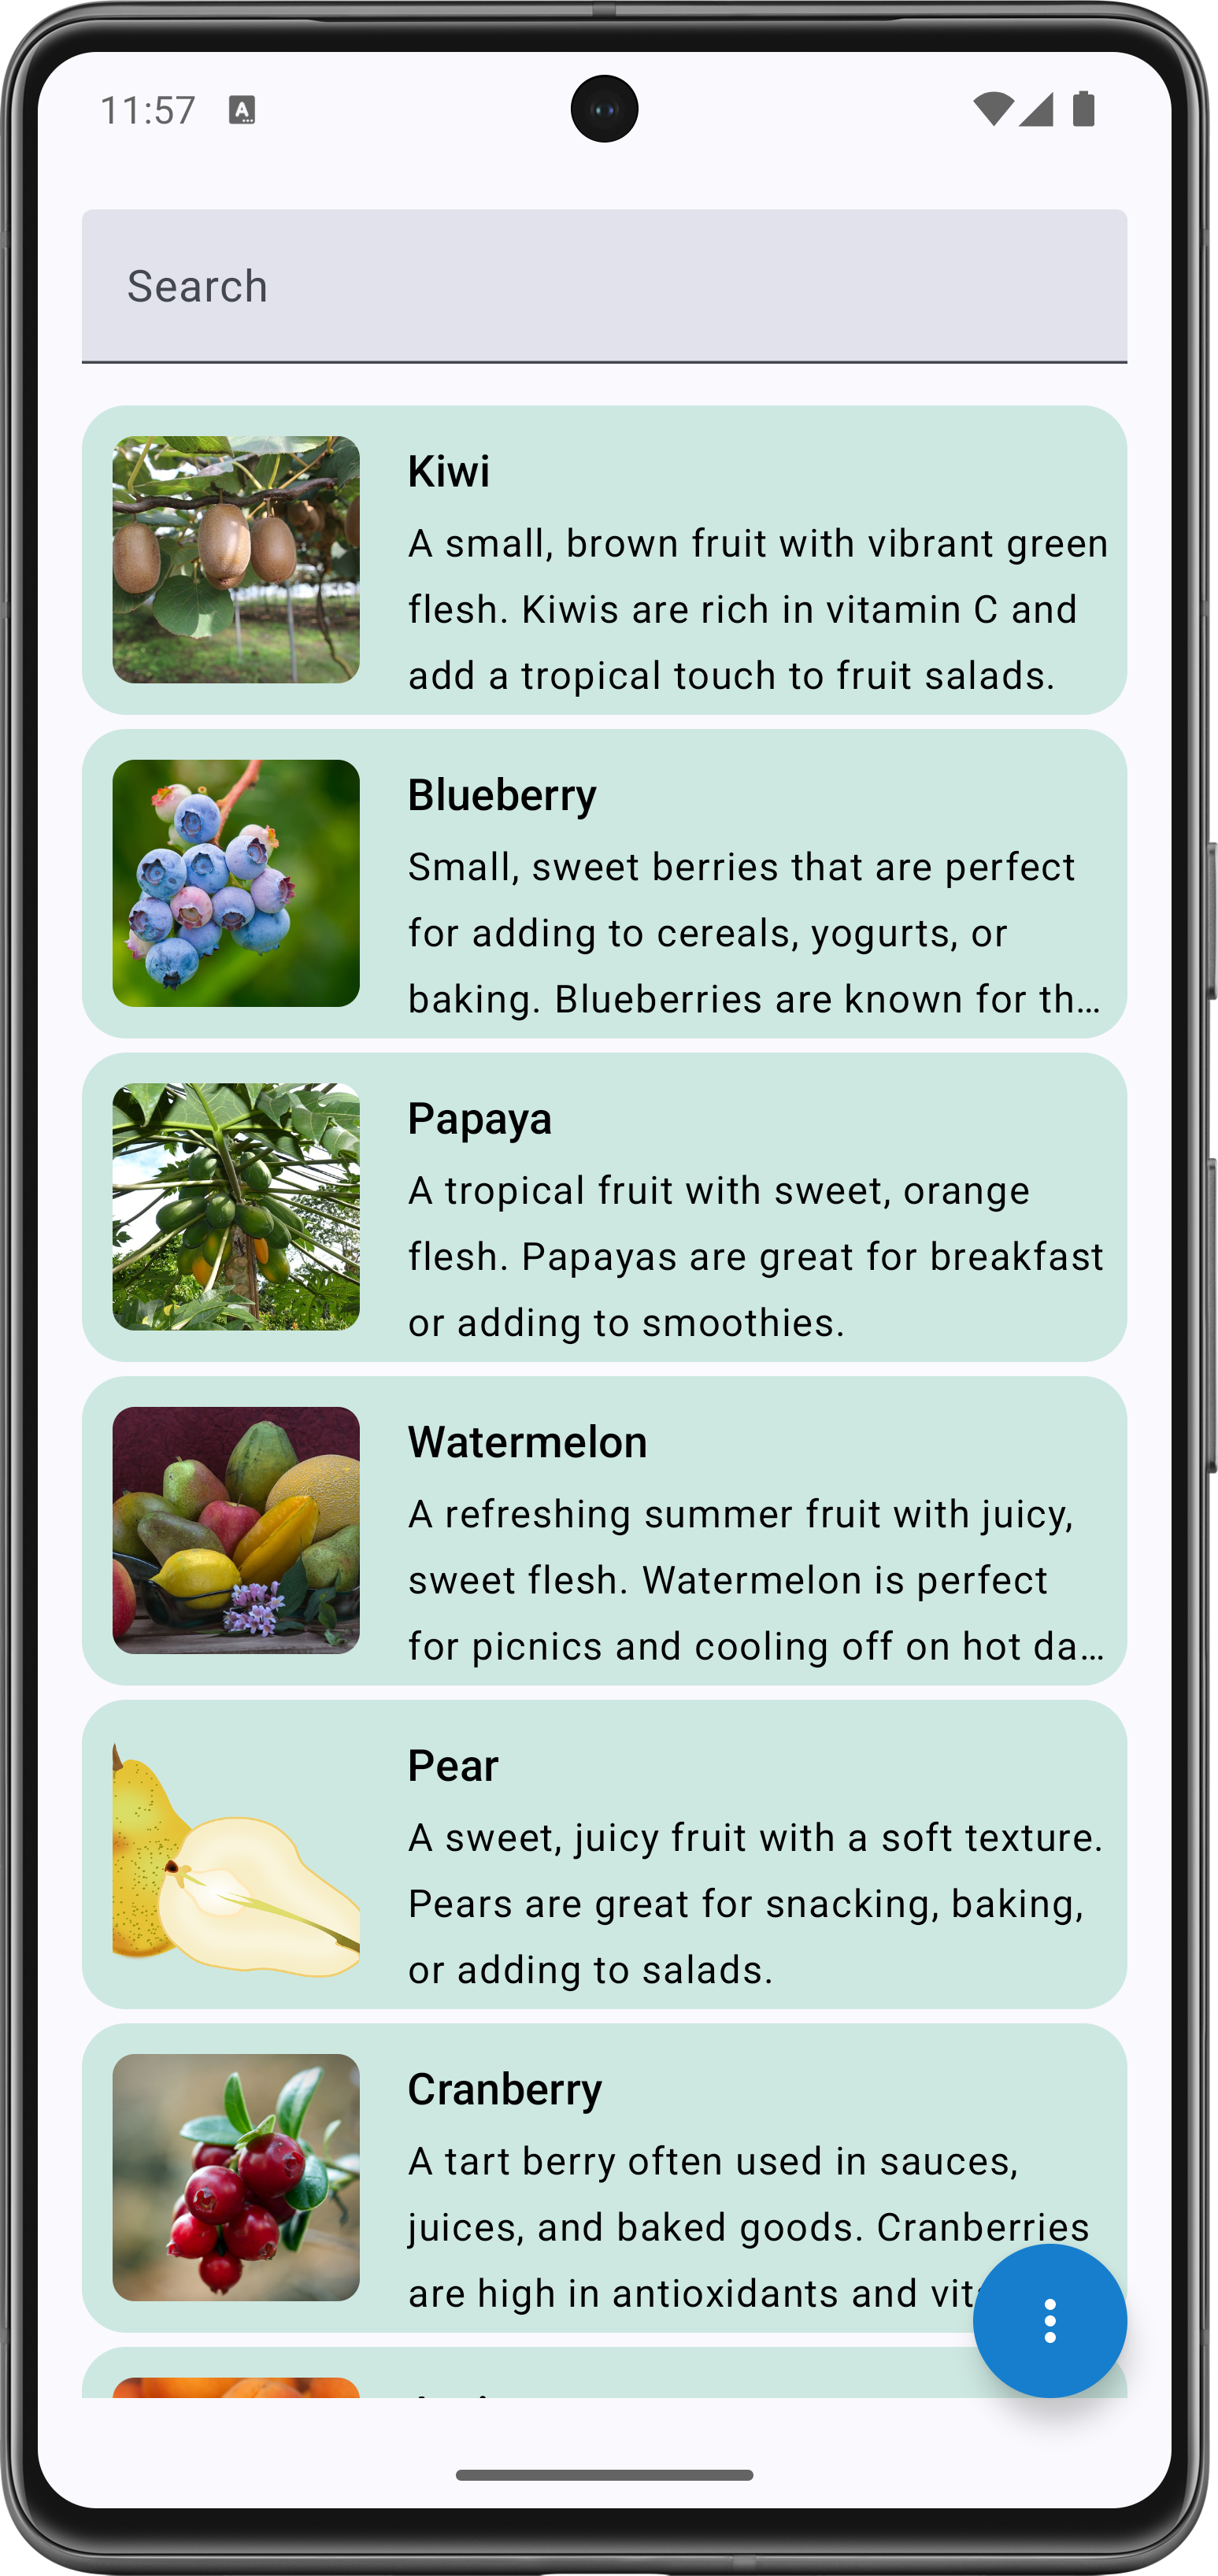 11:57
A
Search
Kiwi
A small, brown fruit with vibrant green
flesh. Kiwis are rich in vitamin C and
add a tropical touch to fruit salads.
Blueberry
Small, sweet berries that are perfect
for adding to cereals, yogurts, or
baking. Blueberries are known for th…
Papaya
A tropical fruit with sweet, orange
flesh. Papayas are great for breakfast
or adding to smoothies.
Watermelon
A refreshing summer fruit with juicy,
sweet flesh. Watermelon is perfect
for picnics and cooling off on hot da…
Pear
A sweet, juicy fruit with a soft texture.
Pears are great for snacking, baking,
or adding to salads.
Cranberry
A tart berry often used in sauces,
juices, and baked goods. Cranberries
are high in antioxidants and